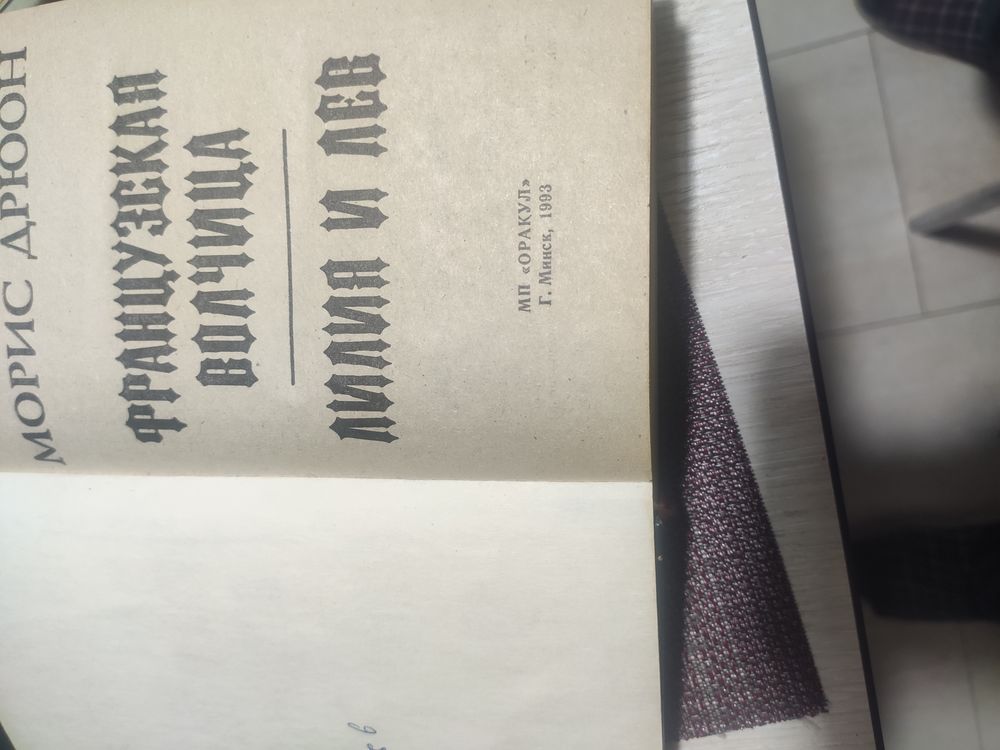 МОРИС ДРЮОН
ФРАНЦУЗСКАЯ
ВОЛЧИЦА
ЛИЛИЯ И ЛЕВ
МП «ОРАКУЛ»
Г. Минск, 1993